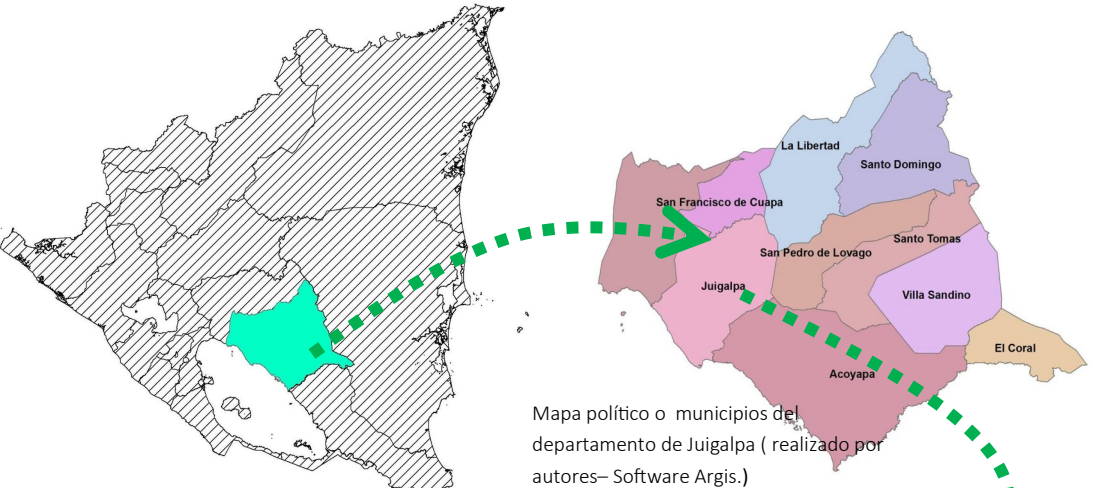 La Libertad
Santo Domingo
San Francisco de Cuapa
Santo Tomas
San Pedro de Lovago
Juigalpa
Villa Sandino
El Coral
Acoyapa
Mapa político o municipios del
departamento de Juigalpa ( realizado por
autores– Software Argis.)